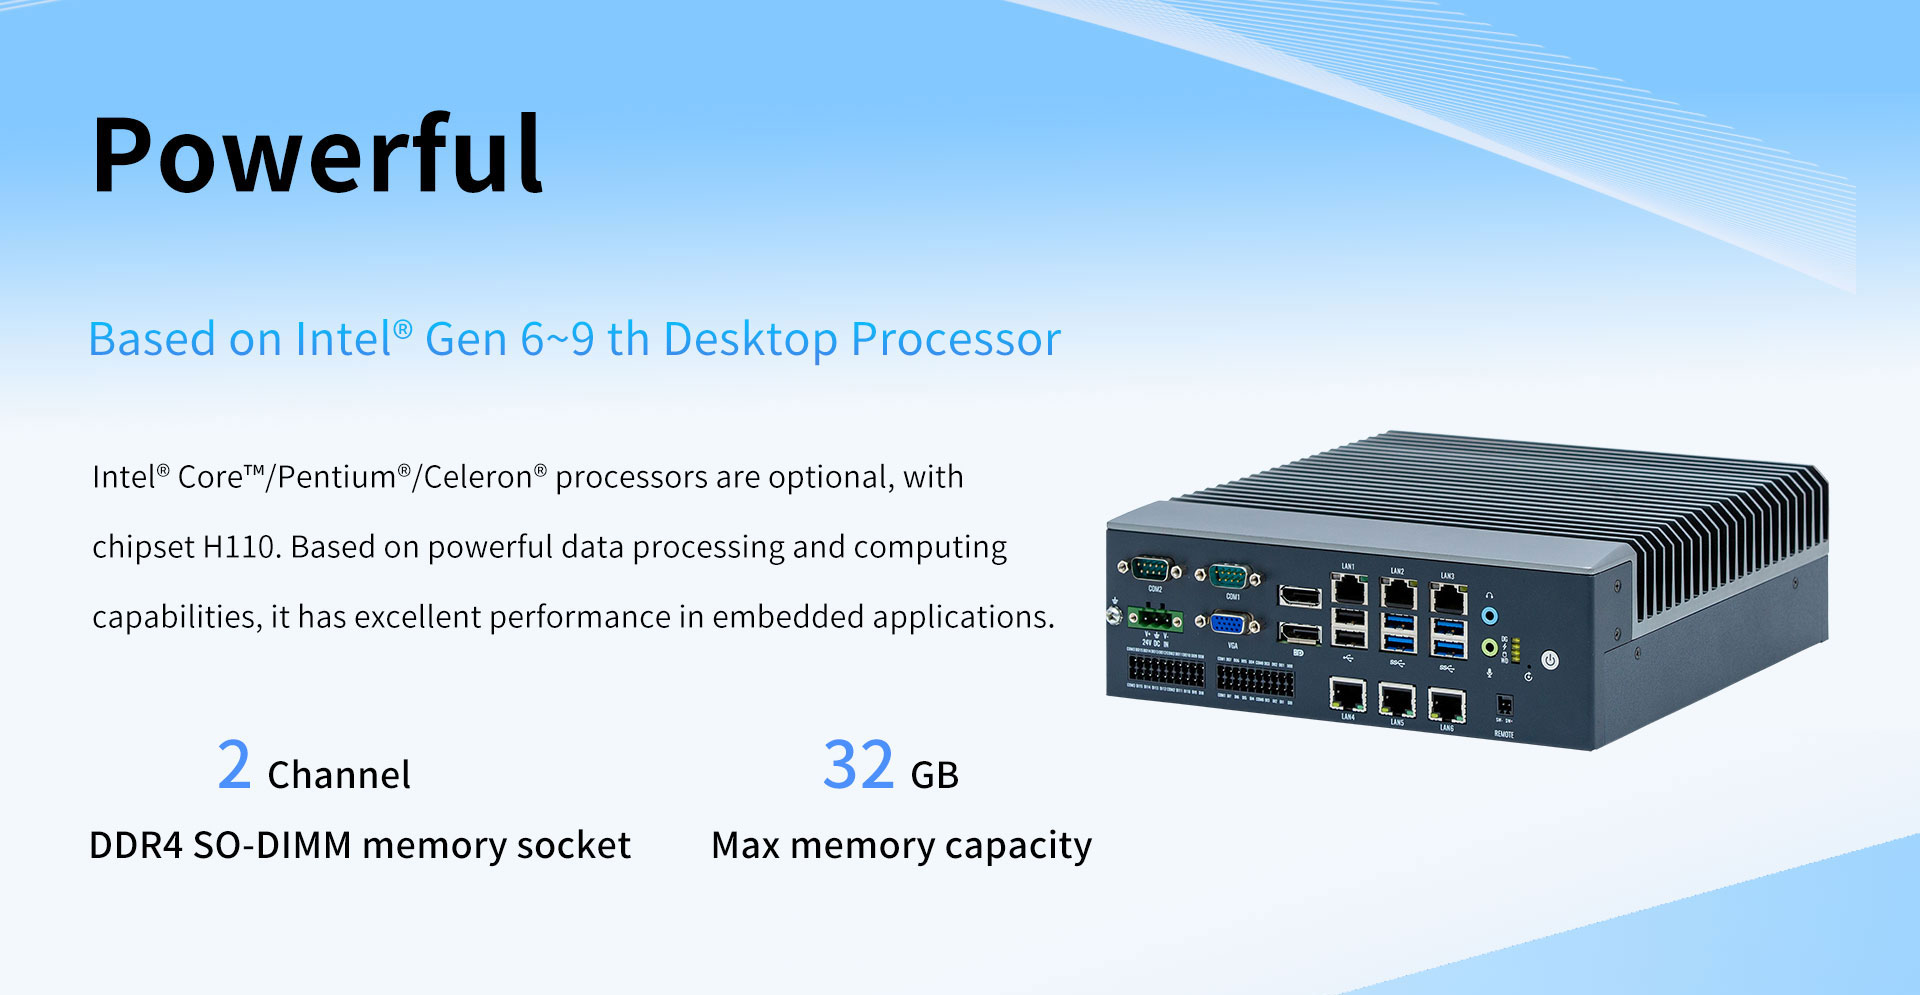 Powerful
Based on Intel® Gen 6~9 th Desktop Processor
Intel® Core™/Pentium®/Celeron® processors are optional, with
chipset H110. Based on powerful data processing and computing
capabilities, it has excellent performance in embedded applications.
2 Channel
DDR4 SO-DIMM memory socket
32 GB
Max memory capacity
LAN1 LAN2 LAN3
COM2 COM1
V+ V-
24V DC IN
VGA
LAN4 LAN5 LAN6
REMOTE